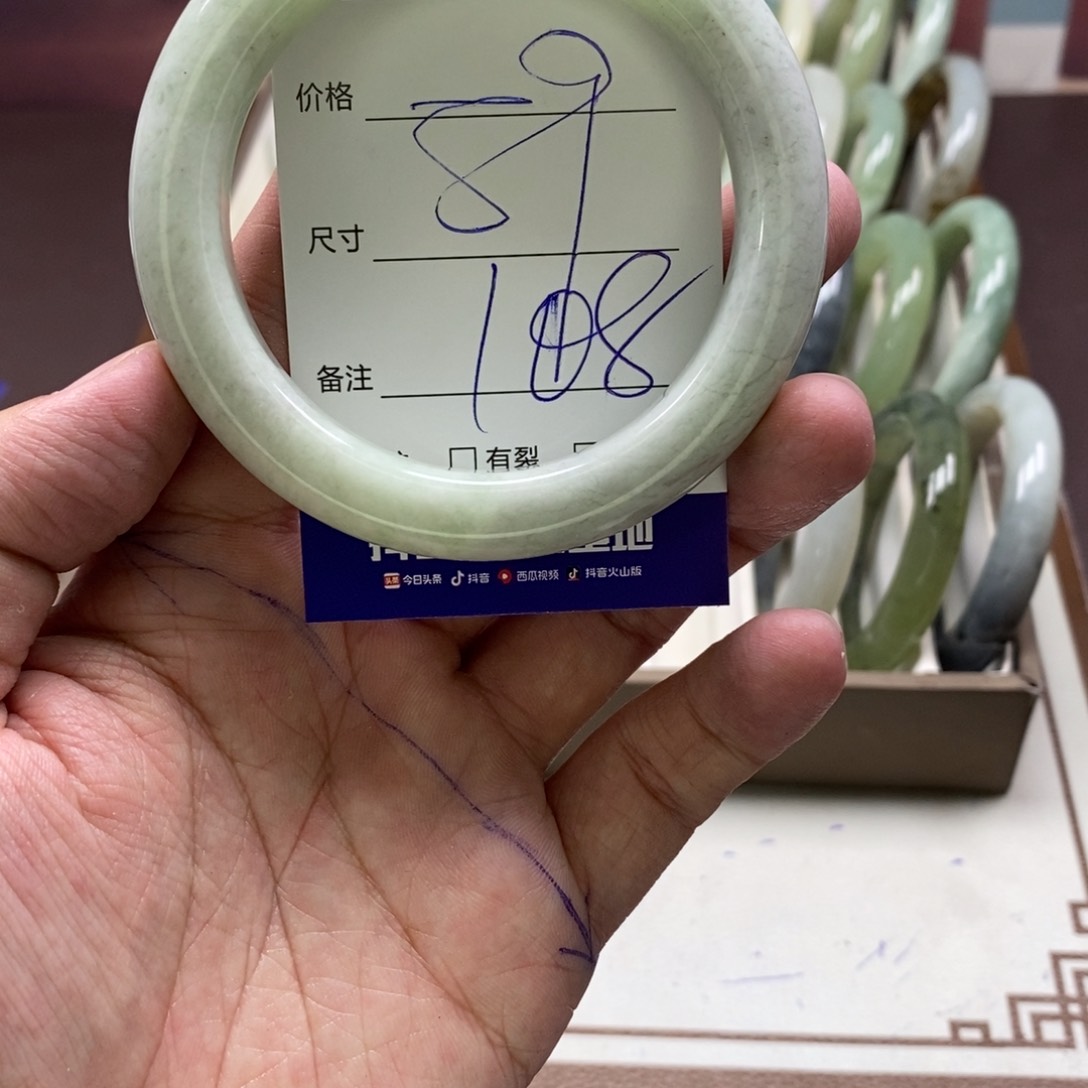 价格
89
尺寸
108
备注
有裂
今日头条 抖音 西瓜视频 抖音火山版